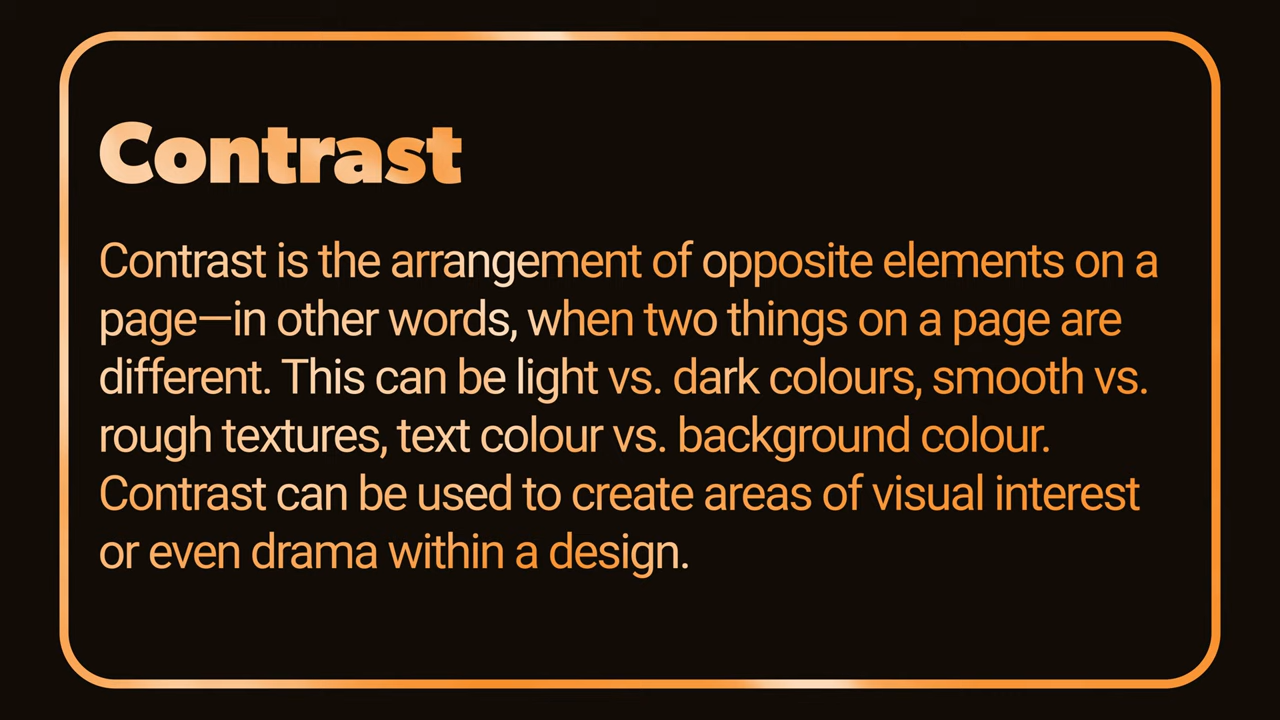 Contrast
Contrast is the arrangement of opposite elements on a
page—in other words, when two things on a page are
different. This can be light vs. dark colours, smooth vs.
rough textures, text colour vs. background colour.
Contrast can be used to create areas of visual interest
or even drama within a design.